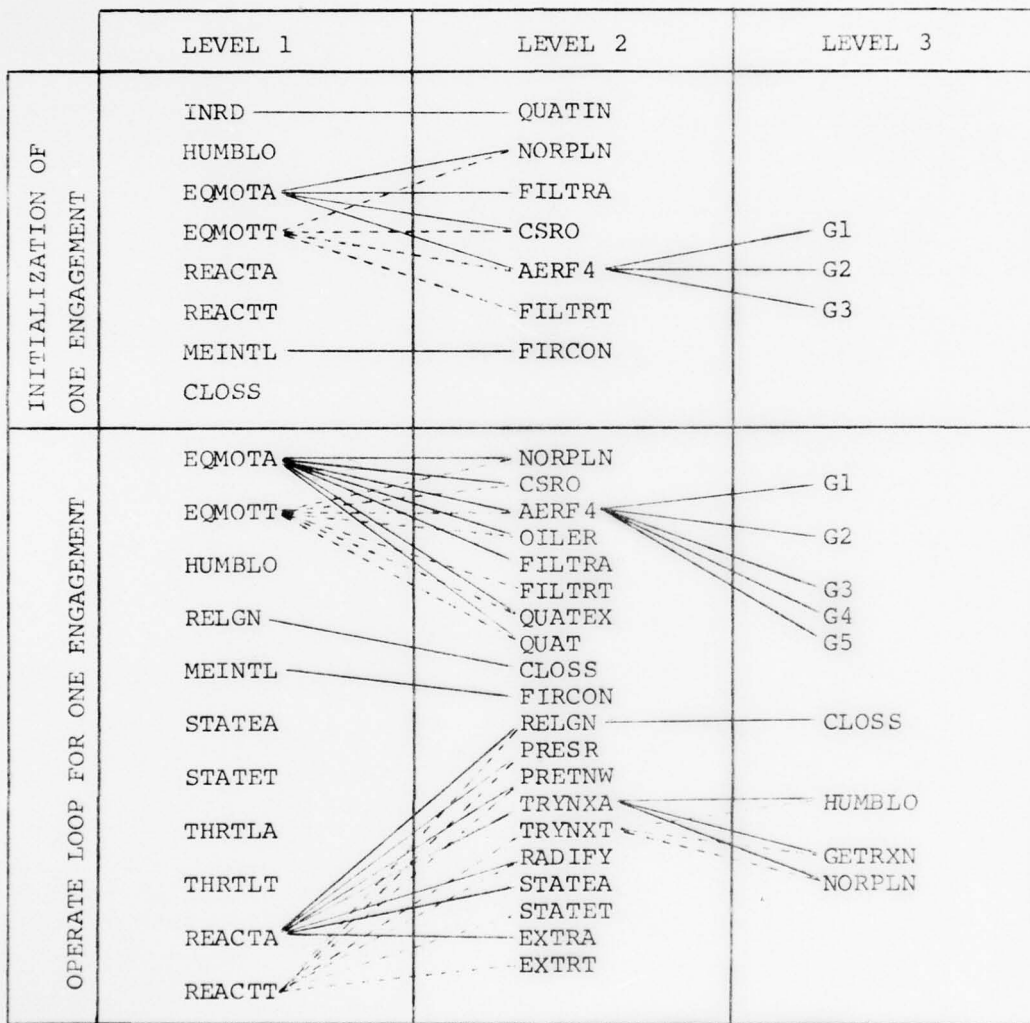 LEVEL 1 LEVEL 2 LEVEL 3
INITIALIZATION OF
ONE ENGAGEMENT
INRD QUATIN
HUMBLO NORPLN
EQMOTA FILTRA
EQMOTT CSRO G1
REACTA AERF4 G2
REACTT FILTRT G3
MEINTL FIRCON
CLOSS
OPERATE LOOP FOR ONE ENGAGEMENT
EQMOTA NORPLN
CSRO G1
EQMOTT AERF4
OILER G2
HUMBLO FILTRA
FILTRT G3
RELGN QUATEX G4
QUAT G5
MEINTL CLOSS
FIRCON
STATEA RELGN CLOSS
PRESR
STATET PRETNW
TRYNXA HUMBLO
THRTLA TRYNXT
RADIFY GETRXN
THRTLT STATEA NORPLN
STATET
REACTA EXTRA
EXTRT
REACTT